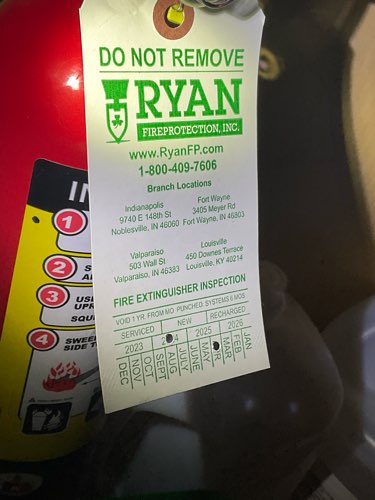 DO NOT REMOVE
RYAN
FIREPROTECTION, INC.
www.RyanFP.com
1-800-409-7606
Branch Locations
Indianapolis
9740 E 148th St
Noblesville, IN 46060
Fort Wayne
3405 Meyer Rd
Fort Wayne, IN 46803
Valparaiso
503 Wall St
Valparaiso, IN 46383
Louisville
450 Downes Terrace
Louisville, KY 40214
FIRE EXTINGUISHER INSPECTION
VOID 1 YR. FROM MO. PUNCHED. SYSTEMS 6 MOS
SERVICED NEW RECHARGED
2023 2025 2026
DEC NOV OCT SEPT AUG JULY JUNE MAY MAR FEB JAN
1
2
3
4 SWEE
SIDE T